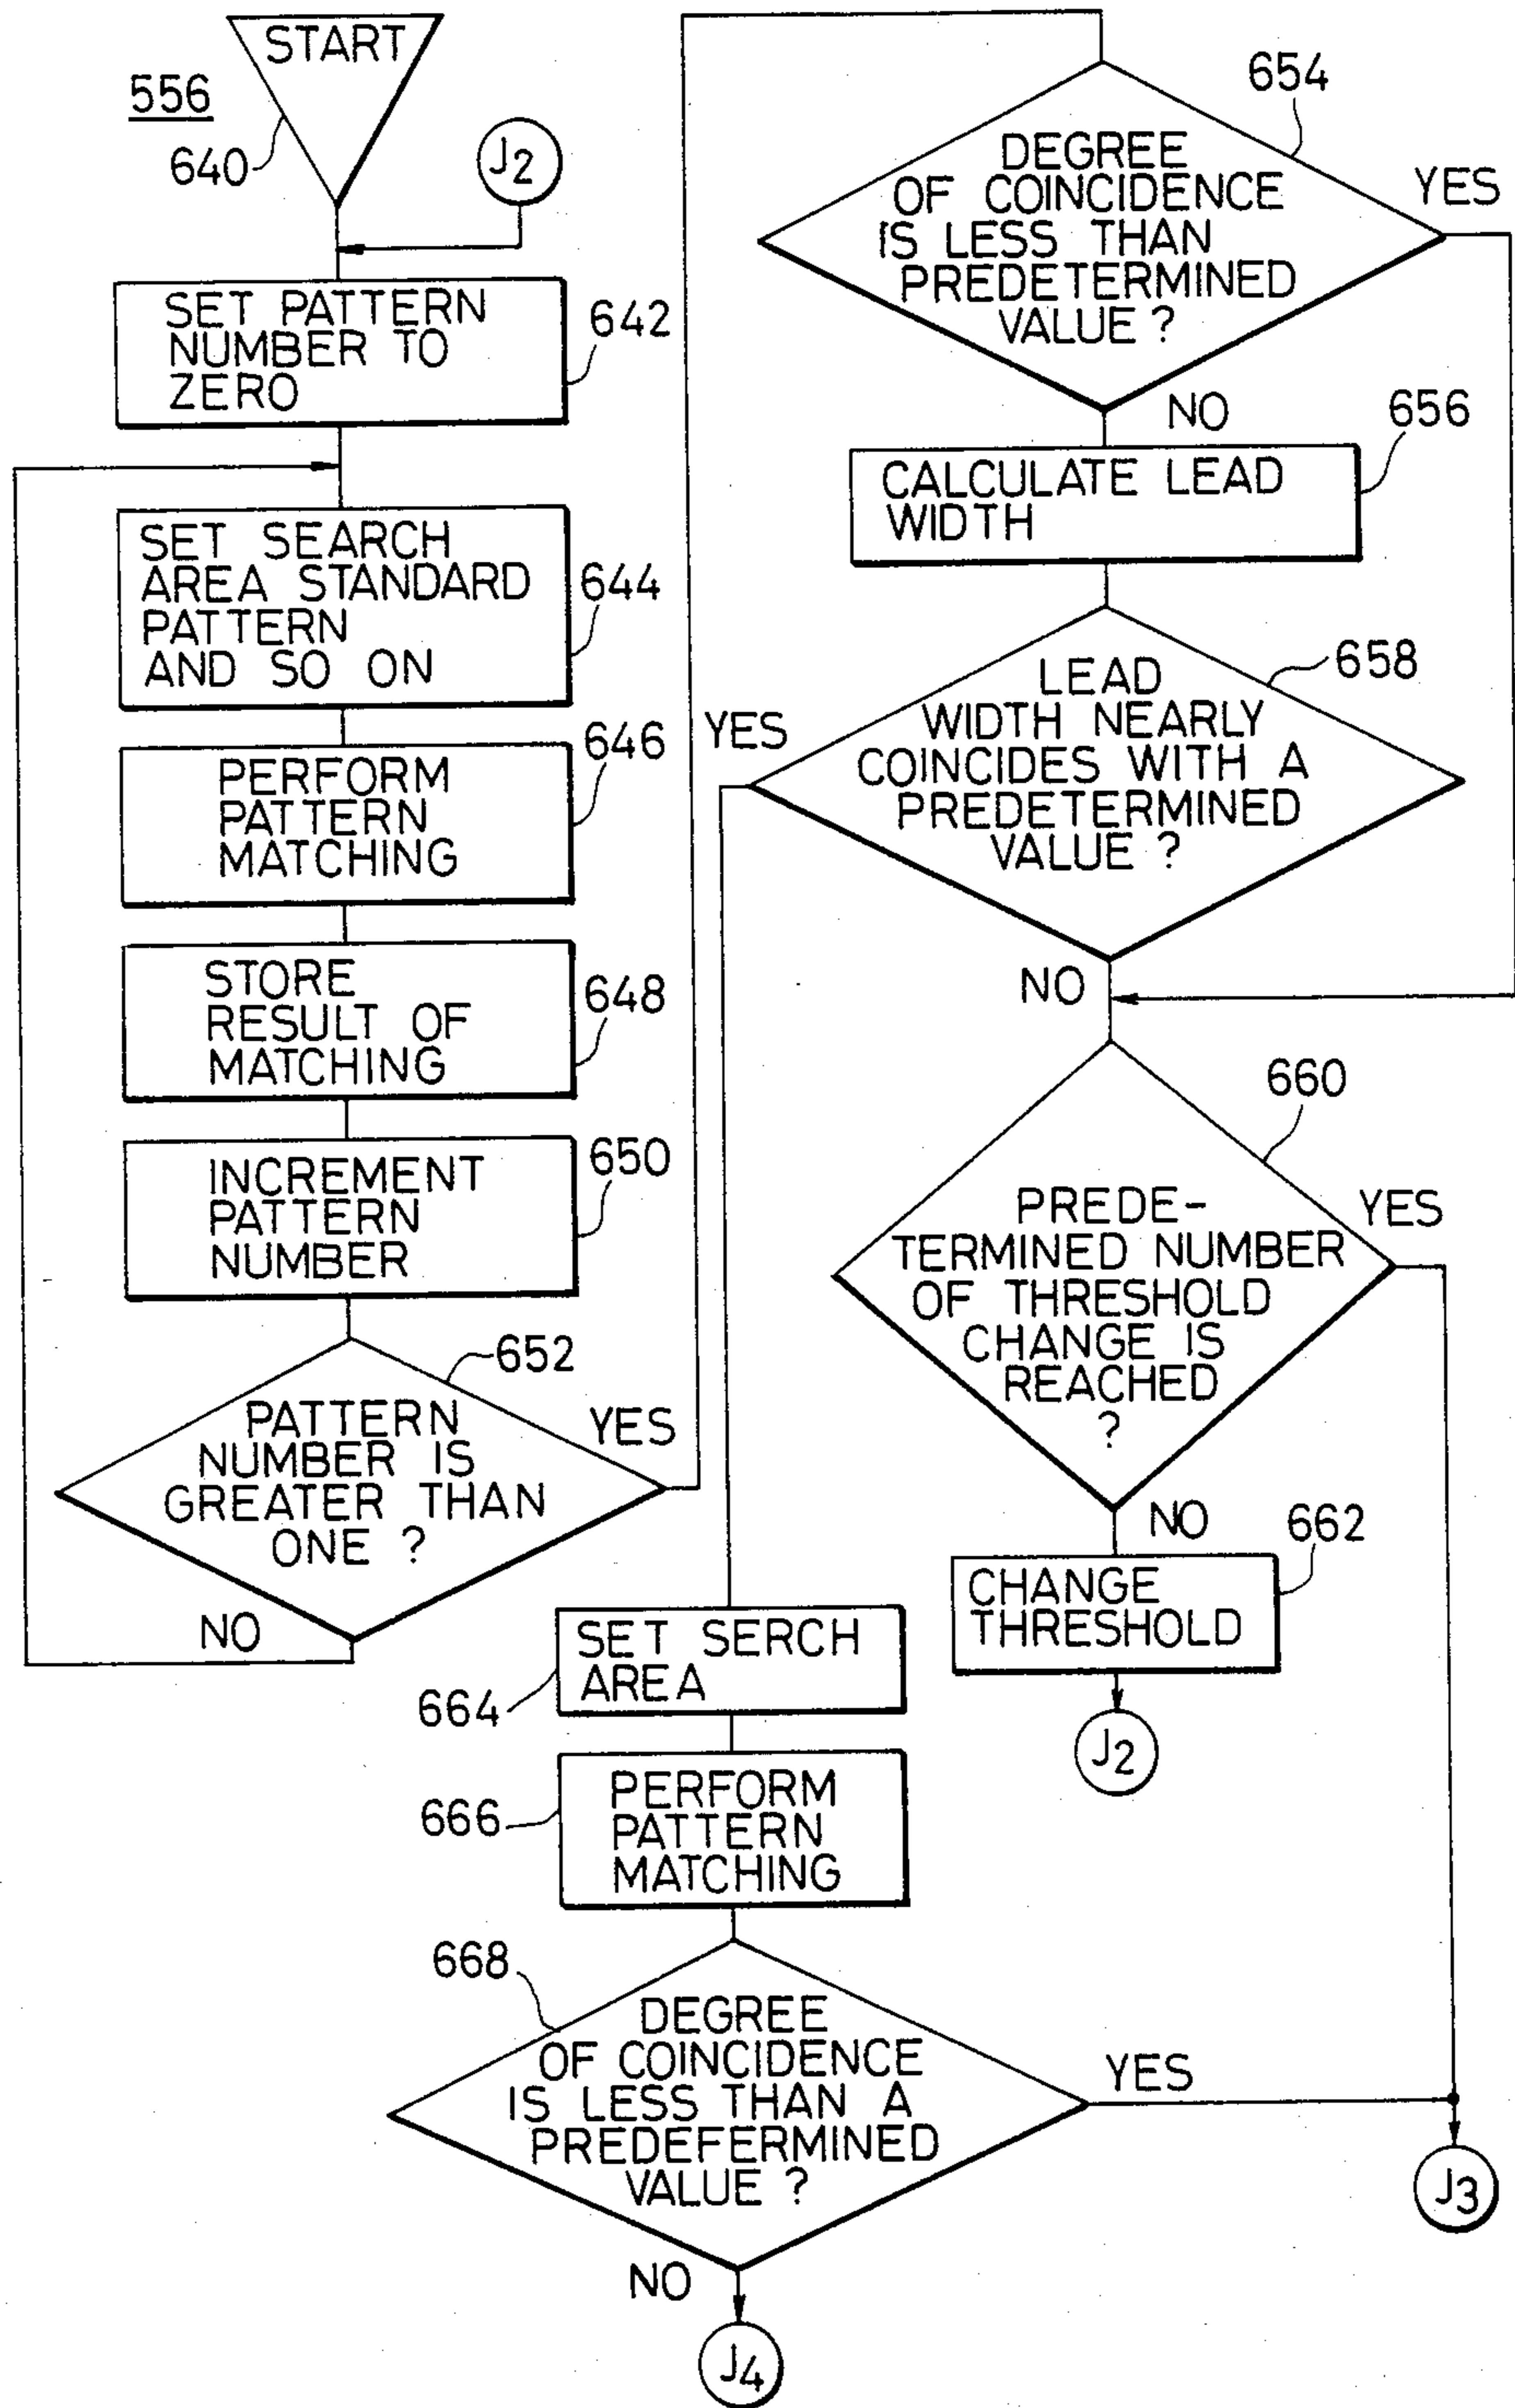 START
556
640
J2
SET PATTERN
NUMBER TO
ZERO
642
SET SEARCH
AREA STANDARD
PATTERN
AND SO ON
644
PERFORM
PATTERN
MATCHING
646
STORE
RESULT OF
MATCHING
648
INCREMENT
PATTERN
NUMBER
650
652
PATTERN
NUMBER IS
GREATER THAN
ONE ?
YES
NO
654
DEGREE
OF COINCIDENCE
IS LESS THAN
PREDETERMINED
VALUE ?
YES
NO
656
CALCULATE LEAD
WIDTH
658
LEAD
WIDTH NEARLY
COINCIDES WITH A
PREDETERMINED
VALUE ?
YES
NO
660
PREDE-
TERMINED NUMBER
OF THRESHOLD
CHANGE IS
REACHED
?
YES
NO
662
CHANGE
THRESHOLD
J2
SET SERCH
AREA
664
PERFORM
PATTERN
MATCHING
666
668
DEGREE
OF COINCIDENCE
IS LESS THAN A
PREDEFERMINED
VALUE ?
YES
J3
NO
J4